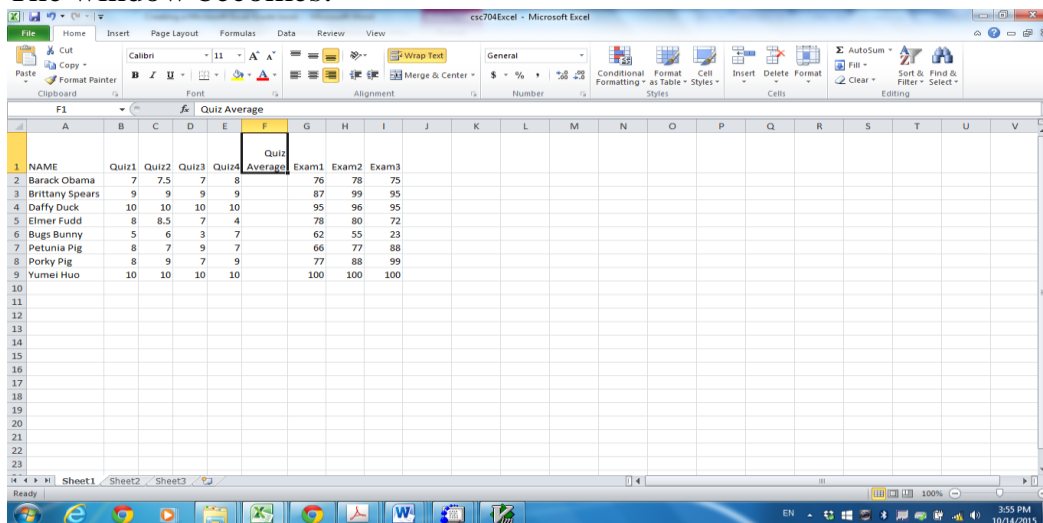 The window becomes:
csc704Excel - Microsoft Excel
File Home Insert Page Layout Formulas Data Review View
Cut
Copy
Format Painter
Paste
Clipboard
Calibri 11
Font
Wrap Text
Merge & Center
Alignment
General
Number
Conditional Formatting
Format as Table
Cell Styles
Styles
Insert Delete Format
Cells
AutoSum
Fill
Clear
Sort & Filter
Find & Select
Editing
F1 fx Quiz Average
A B C D E F G H I J K L M N O P Q R S T U V
1 NAME Quiz1 Quiz2 Quiz3 Quiz4 Quiz Average Exam1 Exam2 Exam3
2 Barack Obama 7 7.5 7 8 76 78 75
3 Brittany Spears 9 9 9 9 87 99 95
4 Daffy Duck 10 10 10 10 95 96 95
5 Elmer Fudd 8 8.5 7 4 78 80 72
6 Bugs Bunny 5 6 3 7 62 55 23
7 Petunia Pig 8 7 9 7 66 77 88
8 Porky Pig 8 9 7 9 77 88 99
9 Yumei Huo 10 10 10 10 100 100 100
10
11
12
13
14
15
16
17
18
19
20
21
22
23
Sheet1 Sheet2 Sheet3
Ready 100%
EN 3:55 PM
10/14/2015